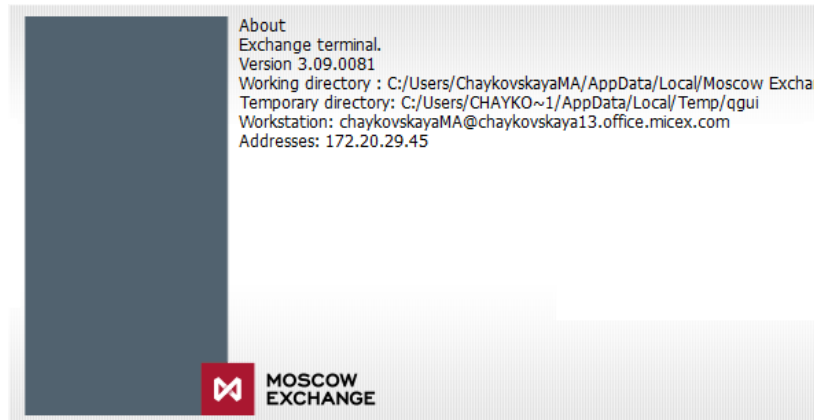 About
Exchange terminal.
Version 3.09.0081
Working directory : C:/Users/ChaykovskayaMA/AppData/Local/Moscow Excha
Temporary directory: C:/Users/CHAYKO~1/AppData/Local/Temp/qgui
Workstation: chaykovskayaMA@chaykovskaya13.office.micex.com
Addresses: 172.20.29.45
MOSCOW
EXCHANGE